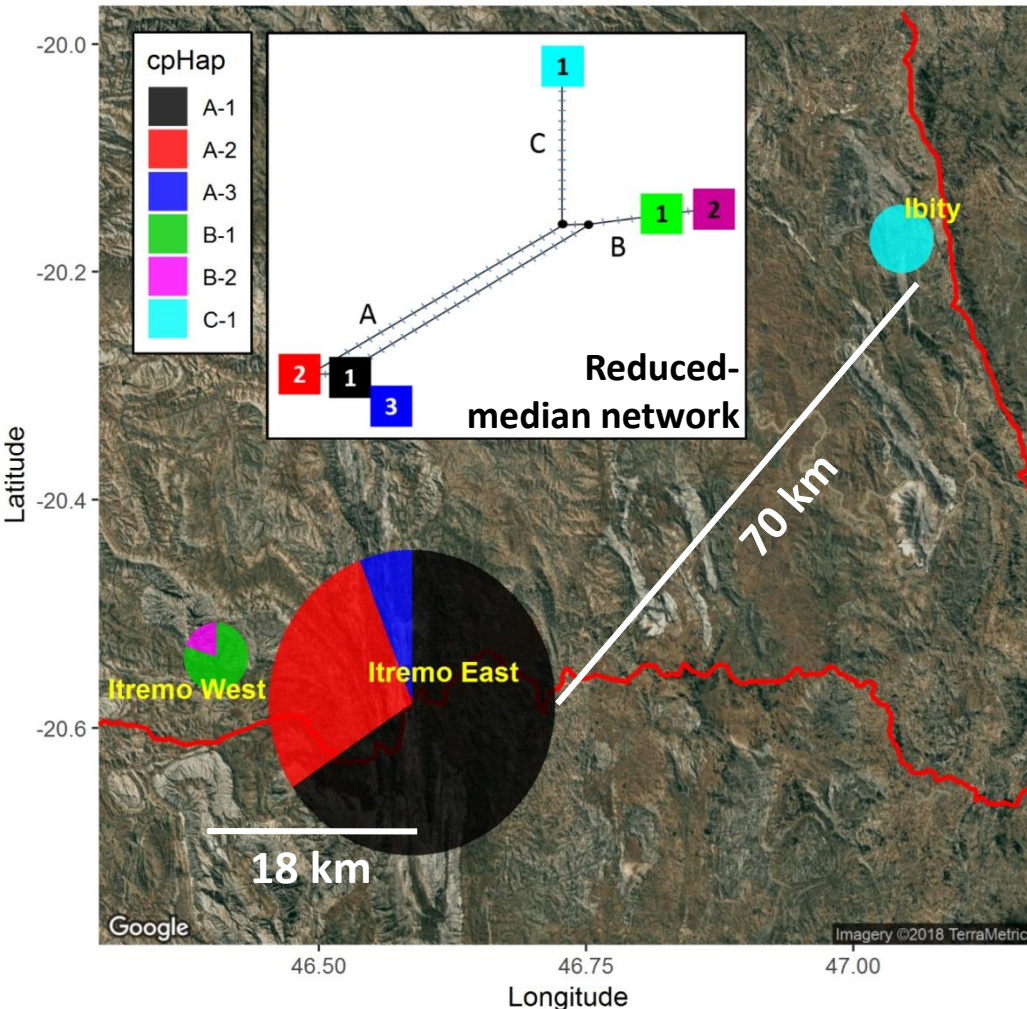 -20.0
-20.2
-20.4
-20.6
Latitude
cpHap
A-1
A-2
A-3
B-1
B-2
C-1
1
C
1
2
B
A
2
1
3
Reduced-
median network
Ibity
70 km
Itremo East
Itremo West
18 km
Google
Imagery ©2018 TerraMetric
46.50
46.75
47.00
Longitude